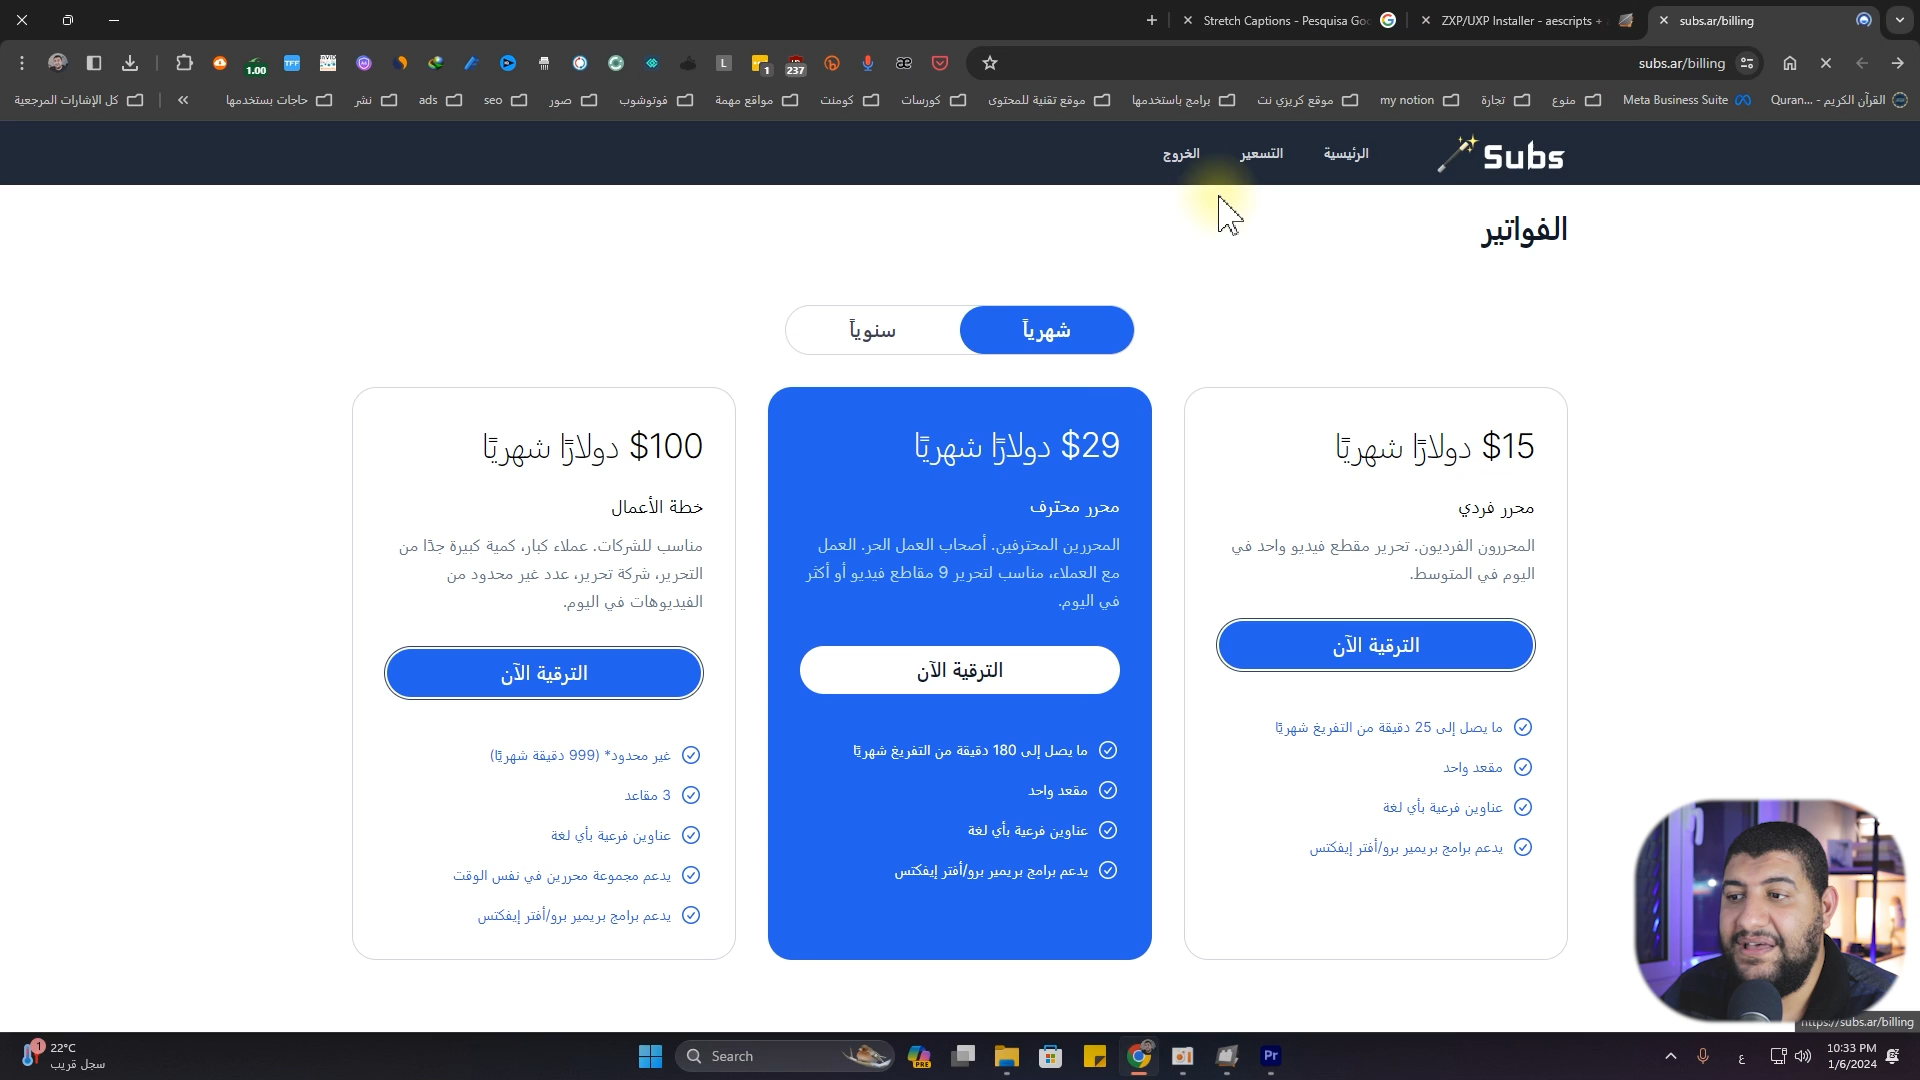 subs.ar/billing
ZXP/UXP Installer - aescripts +
Stretch Captions - Pesquisa Goo
subs.ar/billing
1.00
TFF
L
1
237
æ
القرآن الكريم - ...Quran
Meta Business Suite
منوع
تجارة
my notion
موقع كريزي نت
برامج باستخدمها
موقع تقنية للمحتوى
كورسات
كومنت
مواقع مهمة
فوتوشوب
صور
seo
ads
نشر
حاجات بستخدمها
»
كل الإشارات المرجعية
Subs
الرئيسية
التسعير
الخروج
الفواتير
شهرياً
سنوياً
$15 دولارًا شهريًا
محرر فردي
المحررون الفرديون. تحرير مقطع فيديو واحد في
اليوم في المتوسط.
الترقية الآن
ما يصل إلى 25 دقيقة من التفريغ شهريًا
مقعد واحد
عناوين فرعية بأي لغة
يدعم برامج بريمير برو/أفتر إيفكتس
$29 دولارًا شهريًا
محرر محترف
المحررين المحترفين. أصحاب العمل الحر. العمل
مع العملاء، مناسب لتحرير 9 مقاطع فيديو أو أكثر
في اليوم.
الترقية الآن
ما يصل إلى 180 دقيقة من التفريغ شهريًا
مقعد واحد
عناوين فرعية بأي لغة
يدعم برامج بريمير برو/أفتر إيفكتس
$100 دولارًا شهريًا
خطة الأعمال
مناسب للشركات. عملاء كبار، كمية كبيرة جدًا من
التحرير، شركة تحرير، عدد غير محدود من
الفيديوهات في اليوم.
الترقية الآن
غير محدود* (999 دقيقة شهريًا)
3 مقاعد
عناوين فرعية بأي لغة
يدعم مجموعة محررين في نفس الوقت
يدعم برامج بريمير برو/أفتر إيفكتس
https://subs.ar/billing
1
22°C
سجل قريب
Search
PRE
Pr
ع
10:33 PM
1/6/2024